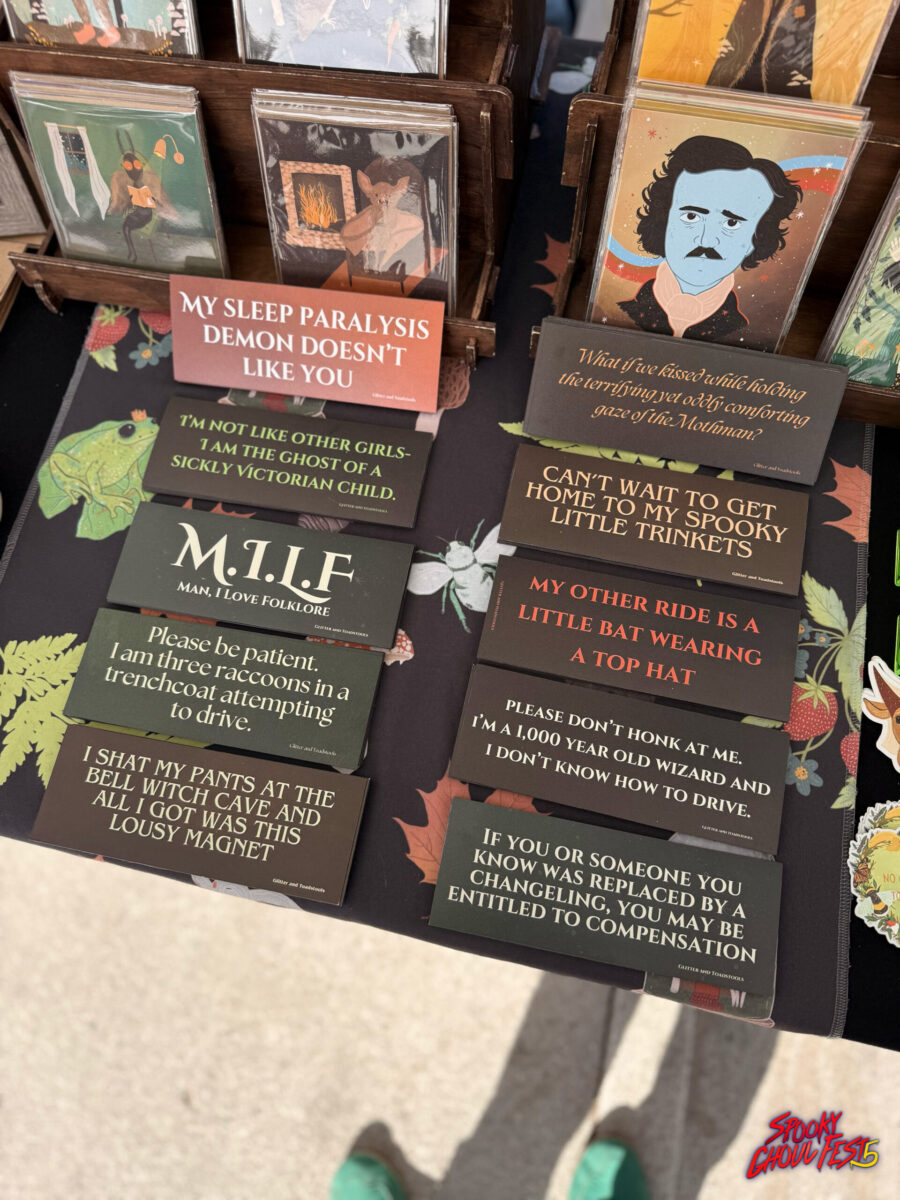 MY SLEEP PARALYSIS
DEMON DOESN'T
LIKE YOU
Glitter and Toadstools
I'M NOT LIKE OTHER GIRLS-
I AM THE GHOST OF A
SICKLY VICTORIAN CHILD.
GLITTER AND TOADSTOOLS
M.I.L.F
MAN, I LOVE FOLKLORE
GLITTER AND TOADSTOOLS
Please be patient.
I am three raccoons in a
trenchcoat attempting
to drive.
Glitter and Toadstools
I SHAT MY PANTS AT THE
BELL WITCH CAVE AND
ALL I GOT WAS THIS
LOUSY MAGNET
Glitter and Toadstools
What if we kissed while holding
the terrifying yet oddly comforting
gaze of the Mothman?
Glitter and Toadstools
CAN'T WAIT TO GET
HOME TO MY SPOOKY
LITTLE TRINKETS
Glitter and Toadstools
MY OTHER RIDE IS A
LITTLE BAT WEARING
A TOP HAT
GLITTER AND TOADSTOOLS
PLEASE DON'T HONK AT ME.
I'M A 1,000 YEAR OLD WIZARD AND
I DON'T KNOW HOW TO DRIVE.
GLITTER AND TOADSTOOLS
IF YOU OR SOMEONE YOU
KNOW WAS REPLACED BY A
CHANGELING, YOU MAY BE
ENTITLED TO COMPENSATION
GLITTER AND TOADSTOOLS
NO
SPOOKY
GHOUL FEST 5